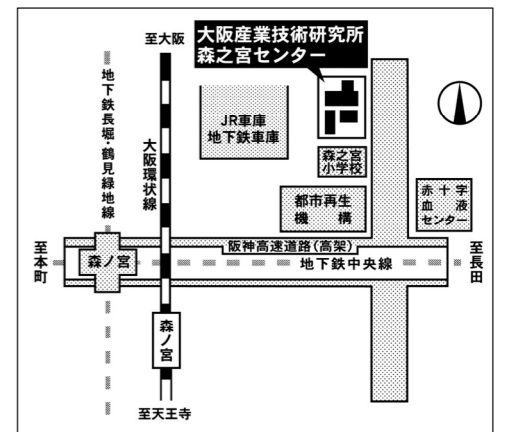 至大阪
大阪産業技術研究所
森之宮センター
地下鉄長堀・鶴見緑地線
大阪環状線
JR車庫
地下鉄車庫
森之宮
小学校
都市再生
機構
赤十字
血液
センター
阪神高速道路(高架)
至本町
森ノ宮
地下鉄中央線
至長田
森ノ宮
至天王寺